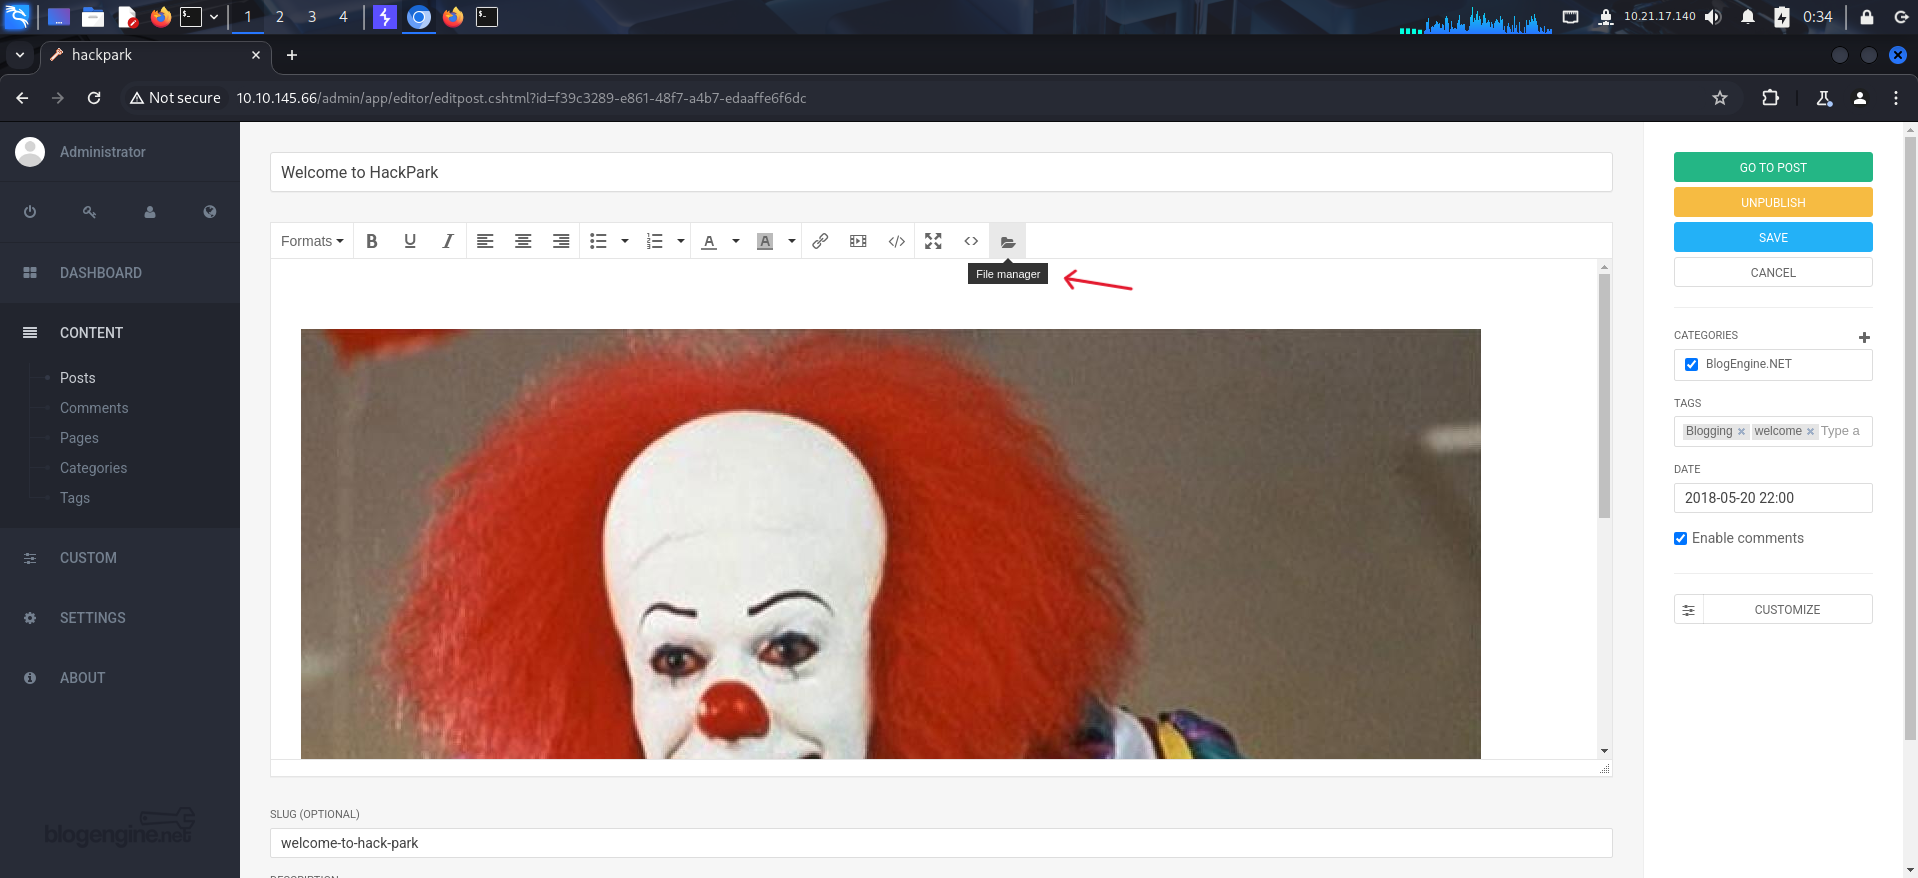 1 2 3 4 10.21.17.140 0:34
hackpark
Not secure 10.10.145.66/admin/app/editor/editpost.cshtml?id=f39c3289-e861-48f7-a4b7-edaaffe6f6dc
Administrator
DASHBOARD
CONTENT
Posts
Comments
Pages
Categories
Tags
CUSTOM
SETTINGS
ABOUT
blogengine.net
Welcome to HackPark
Formats
File manager
SLUG (OPTIONAL)
welcome-to-hack-park
GO TO POST
UNPUBLISH
SAVE
CANCEL
CATEGORIES
BlogEngine.NET
TAGS
Blogging × welcome × Type a
DATE
2018-05-20 22:00
Enable comments
CUSTOMIZE